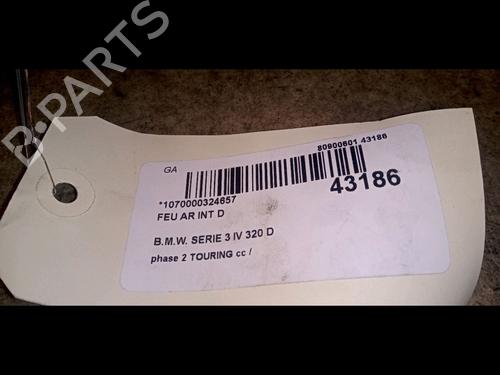 B-PARTS
GA
80900601 43186
*1070000324657
43186
FEU AR INT D
B.M.W. SERIE 3 IV 320 D
phase 2 TOURING cc /